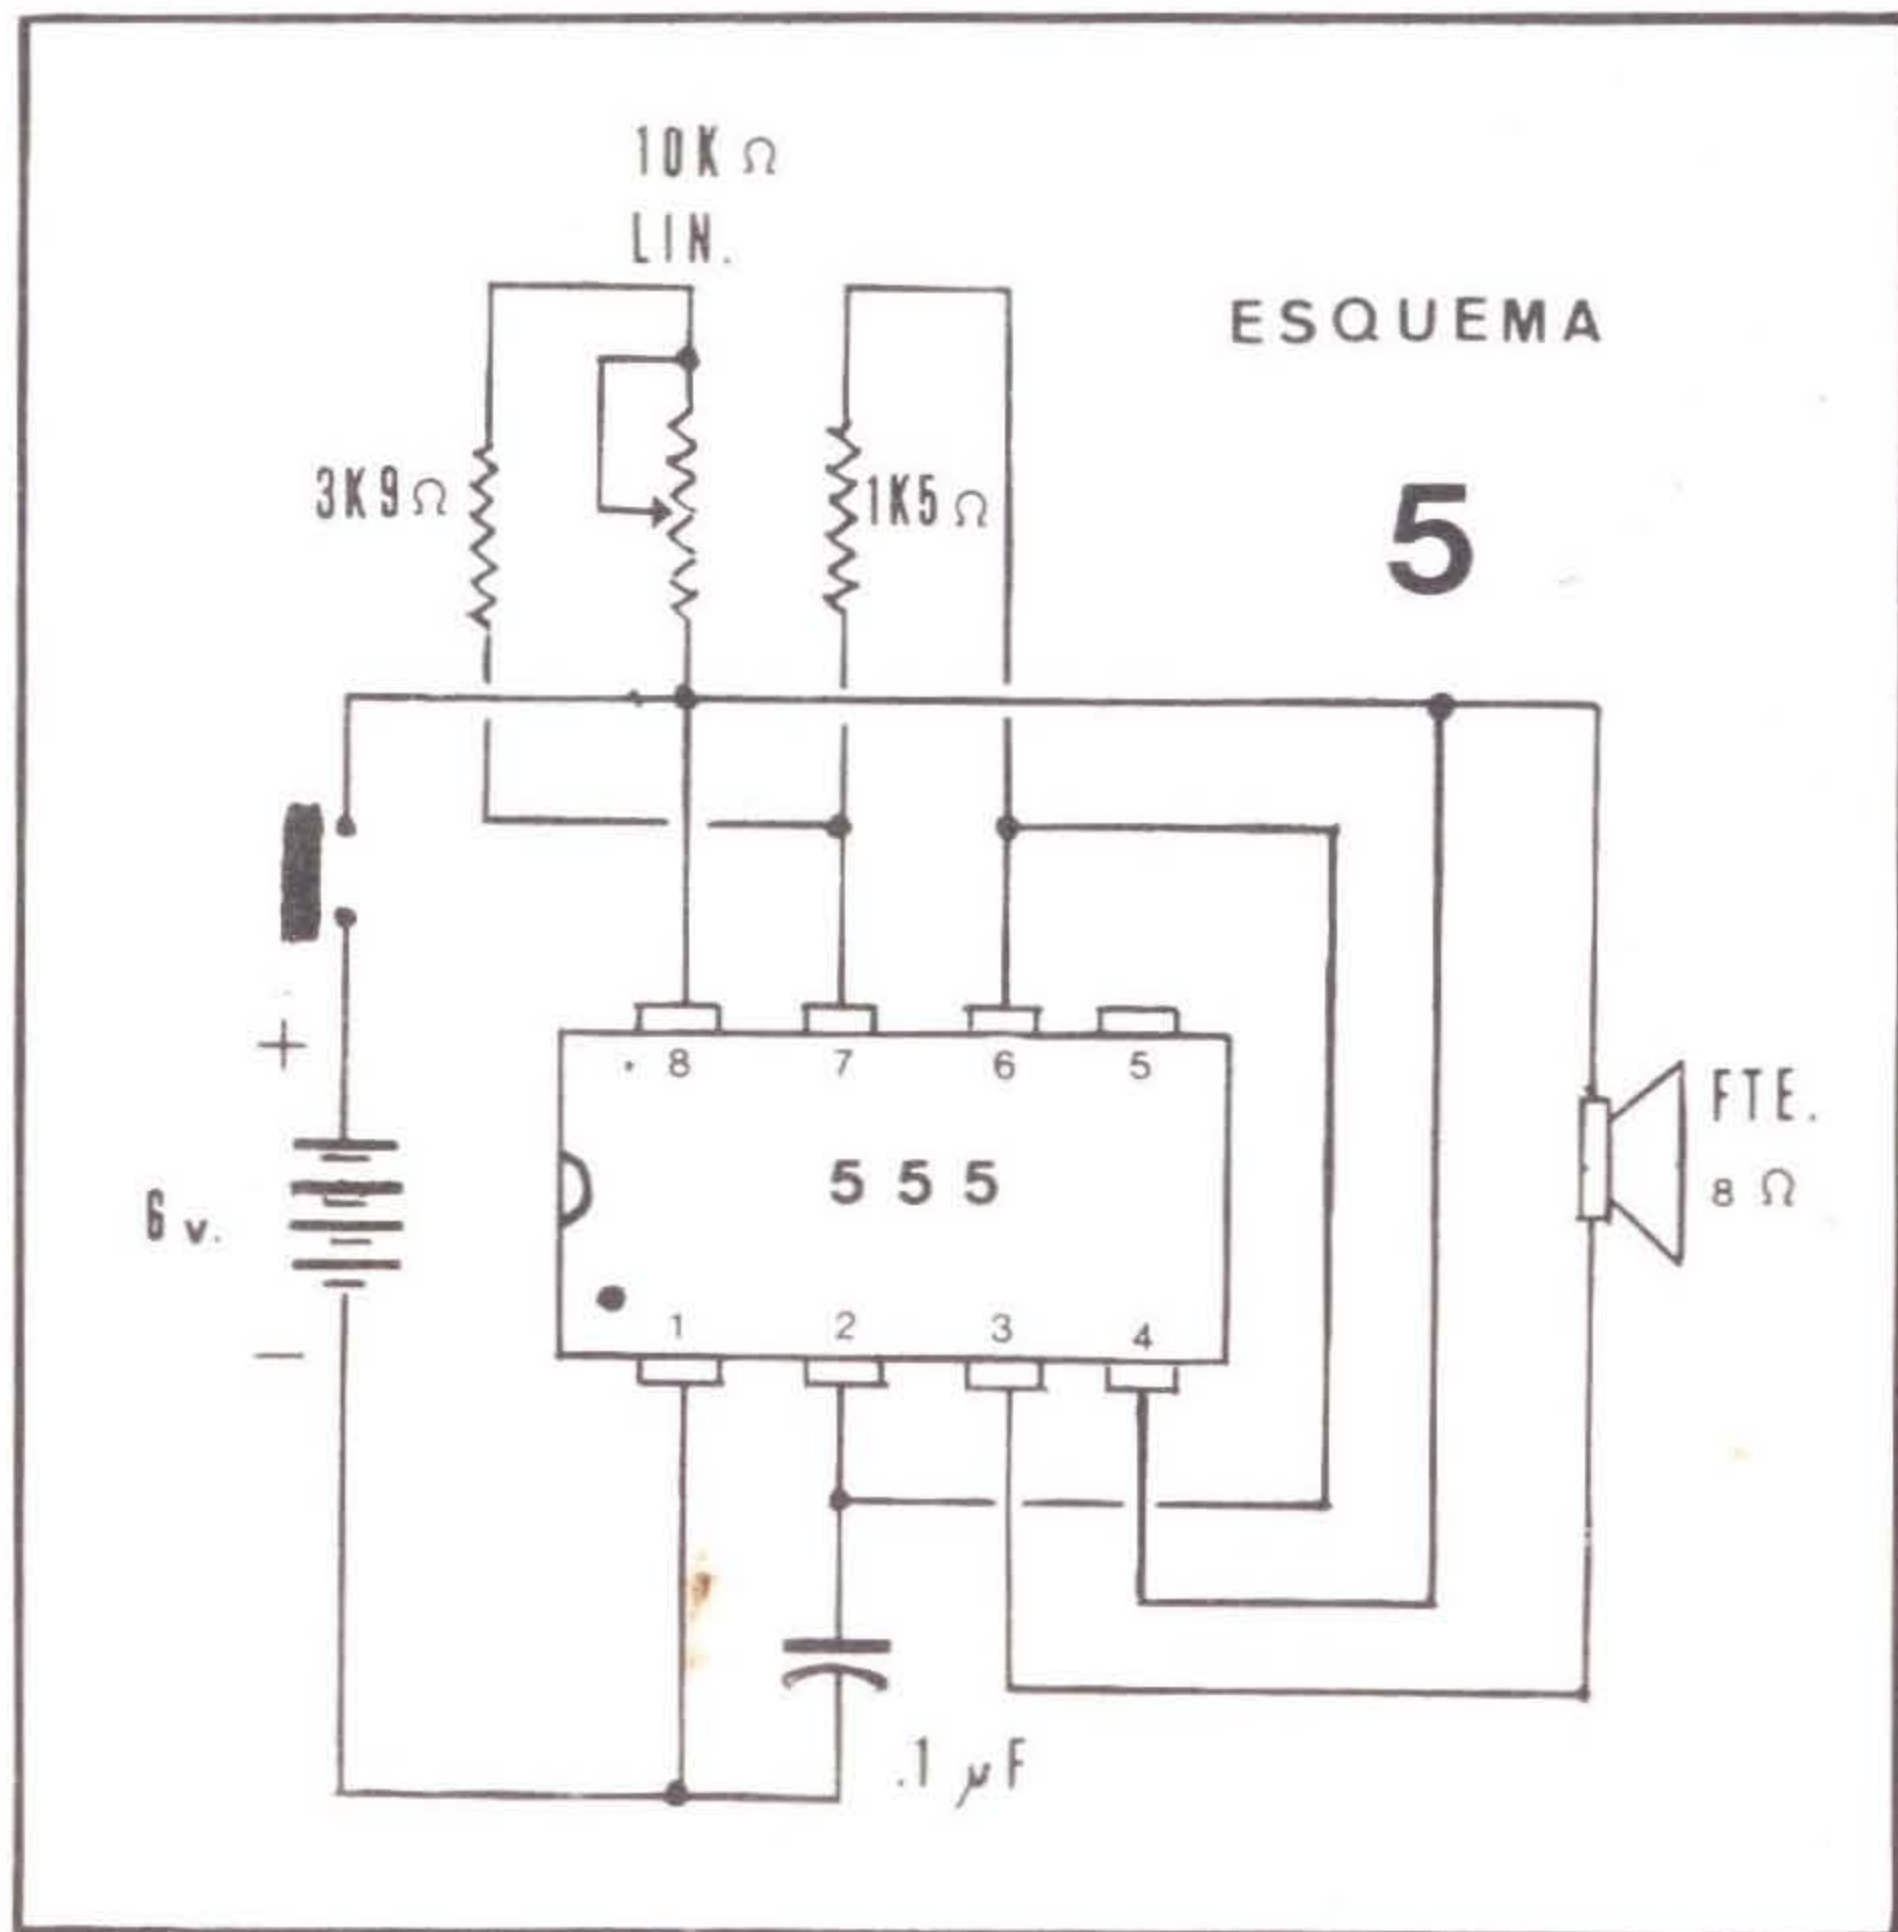 10K Ω
LIN.
ESQUEMA
5
3K9 Ω
1K5 Ω
+
8 7 6 5
555
6 v.
FTE.
8 Ω
1 2 3 4
−
.1 µF